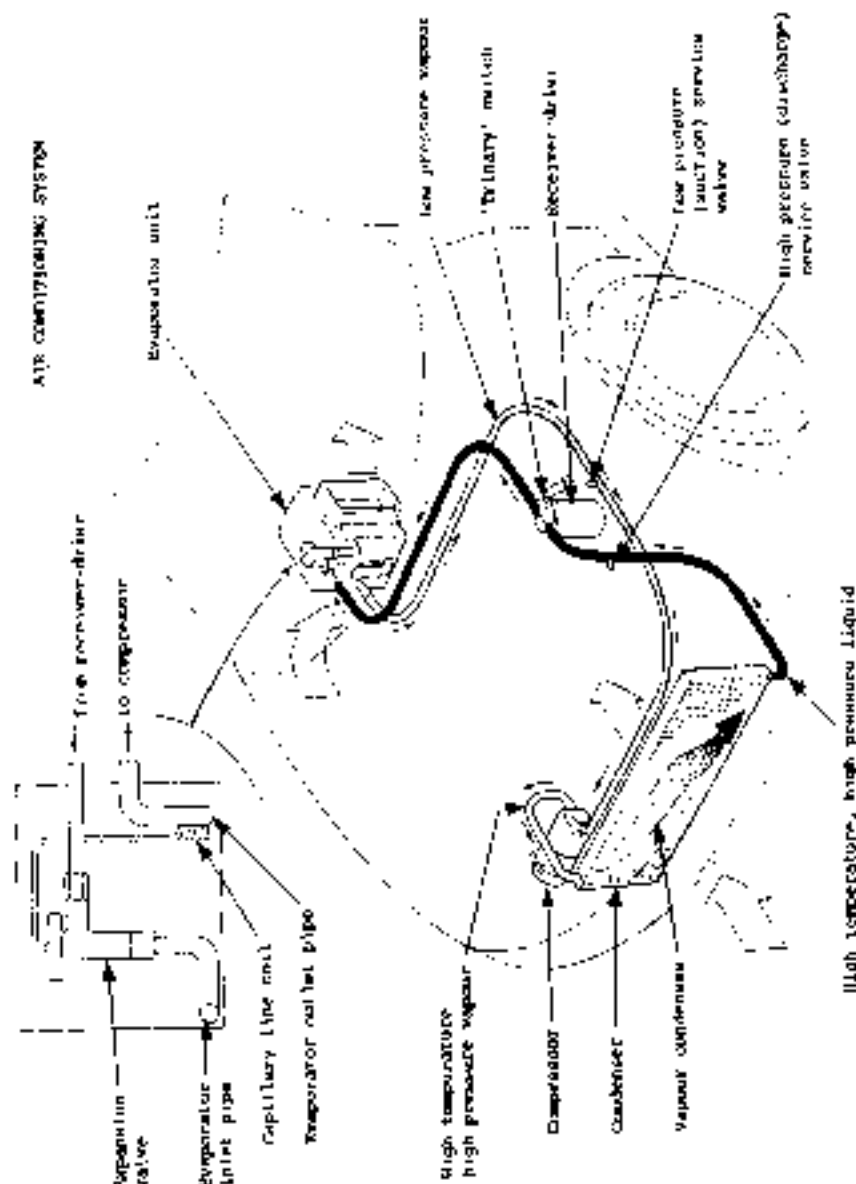 AIR CONDITIONING SYSTEM
Evaporator unit
Low pressure vapour
'Trinary' switch
Receiver-drier
Low pressure
(suction) service
valve
High pressure (discharge)
service valve
from receiver-drier
to compressor
Expansion
valve
Evaporator
inlet pipe
Capillary line coil
Evaporator outlet pipe
High temperature
high pressure vapour
Compressor
Condenser
Vapour condenses
High temperature, high pressure liquid